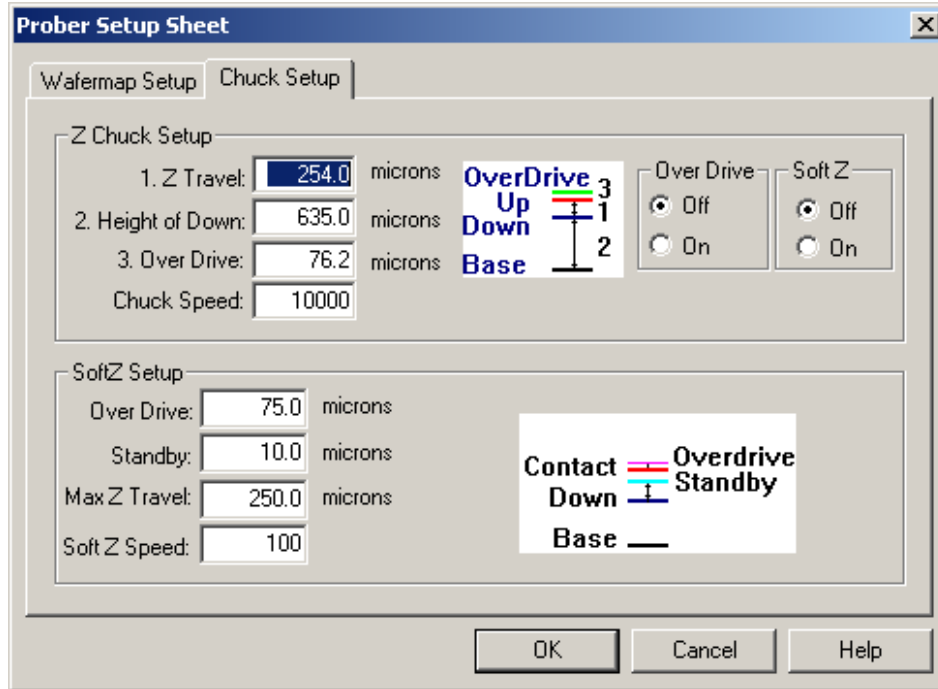 Prober Setup Sheet
Wafermap Setup
Chuck Setup
Z Chuck Setup
1. Z Travel: 254.0 microns
2. Height of Down: 635.0 microns
3. Over Drive: 76.2 microns
Chuck Speed: 10000
OverDrive 3
Up
1
Down
2
Base
Over Drive
Off
On
Soft Z
Off
On
SoftZ Setup
Over Drive: 75.0 microns
Standby: 10.0 microns
Max Z Travel: 250.0 microns
Soft Z Speed: 100
Contact Overdrive
Down Standby
Base
OK Cancel Help